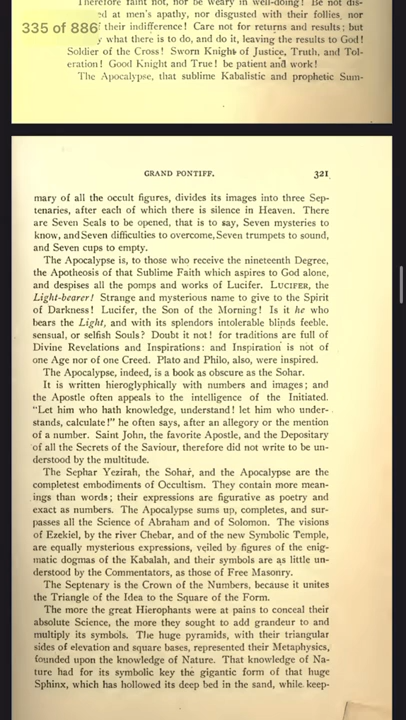 Therefore faint not, nor be weary in well-doing! Be not dis-
ed at men's apathy, nor disgusted with their follies, nor
335 of 886
their indifference! Care not for returns and results; but
y what there is to do, and do it, leaving the results to God!
Soldier of the Cross! Sworn Knight of Justice, Truth, and Tol-
eration! Good Knight and True! be patient and work!
The Apocalypse, that sublime Kabalistic and prophetic Sum-
GRAND PONTIFF. 321
mary of all the occult figures, divides its images into three Sep-
tenaries, after each of which there is silence in Heaven. There
are Seven Seals to be opened, that is to say, Seven mysteries to
know, and Seven difficulties to overcome, Seven trumpets to sound,
and Seven cups to empty.
The Apocalypse is, to those who receive the nineteenth Degree,
the Apotheosis of that Sublime Faith which aspires to God alone,
and despises all the pomps and works of Lucifer. LUCIFER, the
Light-bearer! Strange and mysterious name to give to the Spirit
of Darkness! Lucifer, the Son of the Morning! Is it he who
bears the Light, and with its splendors intolerable blinds feeble,
sensual, or selfish Souls? Doubt it not! for traditions are full of
Divine Revelations and Inspirations: and Inspiration is not of
one Age nor of one Creed. Plato and Philo, also, were inspired.
The Apocalypse, indeed, is a book as obscure as the Sohar.
It is written hieroglyphically with numbers and images; and
the Apostle often appeals to the intelligence of the Initiated.
"Let him who hath knowledge, understand! let him who under-
stands, calculate!" he often says, after an allegory or the mention
of a number. Saint John, the favorite Apostle, and the Depositary
of all the Secrets of the Saviour, therefore did not write to be un-
derstood by the multitude.
The Sephar Yezirah, the Sohar, and the Apocalypse are the
completest embodiments of Occultism. They contain more mean-
ings than words; their expressions are figurative as poetry and
exact as numbers. The Apocalypse sums up, completes, and sur-
passes all the Science of Abraham and of Solomon. The visions
of Ezekiel, by the river Chebar, and of the new Symbolic Temple,
are equally mysterious expressions, veiled by figures of the enig-
matic dogmas of the Kabalah, and their symbols are as little un-
derstood by the Commentators, as those of Free Masonry.
The Septenary is the Crown of the Numbers, because it unites
the Triangle of the Idea to the Square of the Form.
The more the great Hierophants were at pains to conceal their
absolute Science, the more they sought to add grandeur to and
multiply its symbols. The huge pyramids, with their triangular
sides of elevation and square bases, represented their Metaphysics,
founded upon the knowledge of Nature. That knowledge of Na-
ture had for its symbolic key the gigantic form of that huge
Sphinx, which has hollowed its deep bed in the sand, while keep-